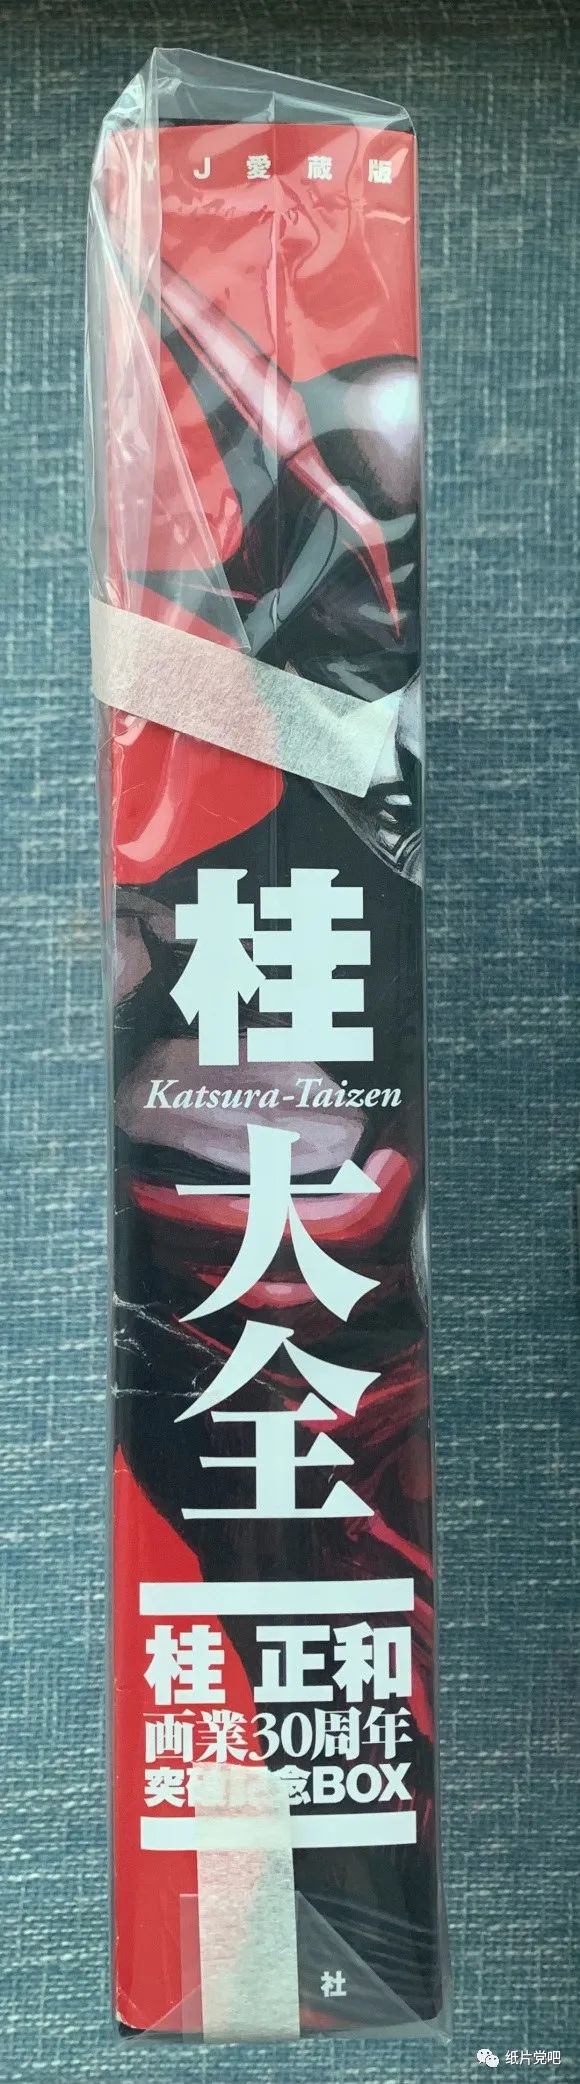 YJ愛蔵版
桂
Katsura-Taizen
大
全
桂 正和
画業30周年
突破記念BOX
社
纸片党吧